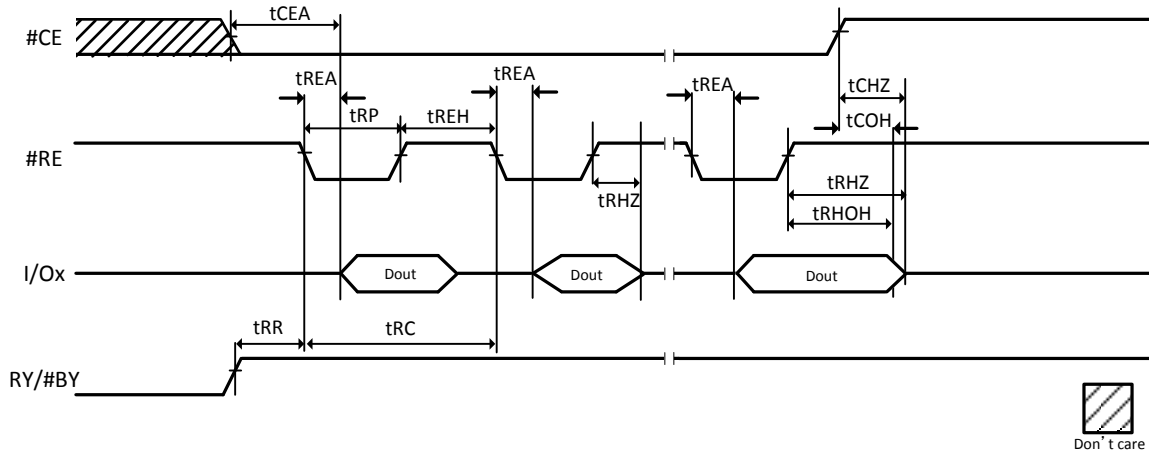 tCEA
#CE
tREA
tREA
tREA
tCHZ
tRP
tREH
tCOH
#RE
tRHZ
tRHZ
tRHOH
I/Ox
Dout
Dout
Dout
tRR
tRC
RY/#BY
Don’t care